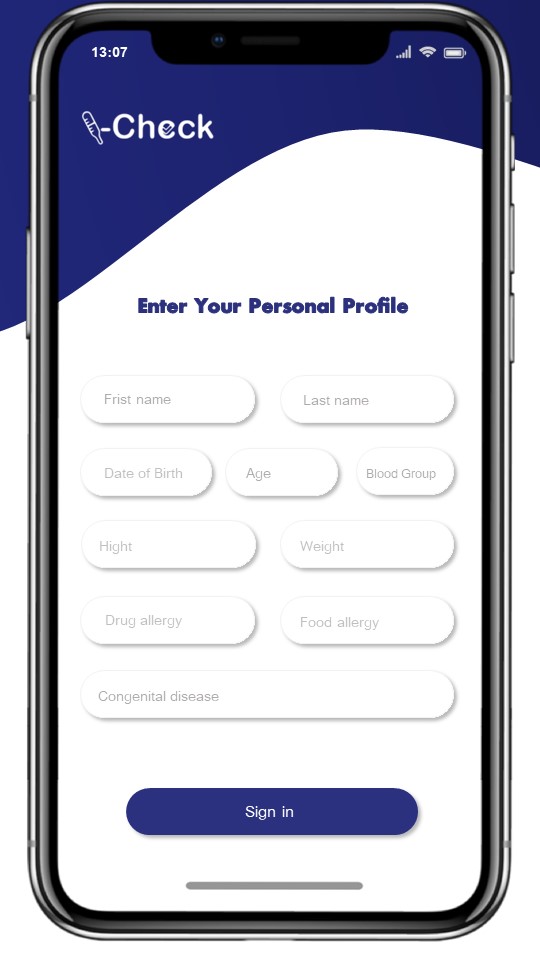 13:07
-Check
Enter Your Personal Profile
Frist name Last name
Date of Birth Age Blood Group
Hight Weight
Drug allergy Food allergy
Congenital disease
Sign in